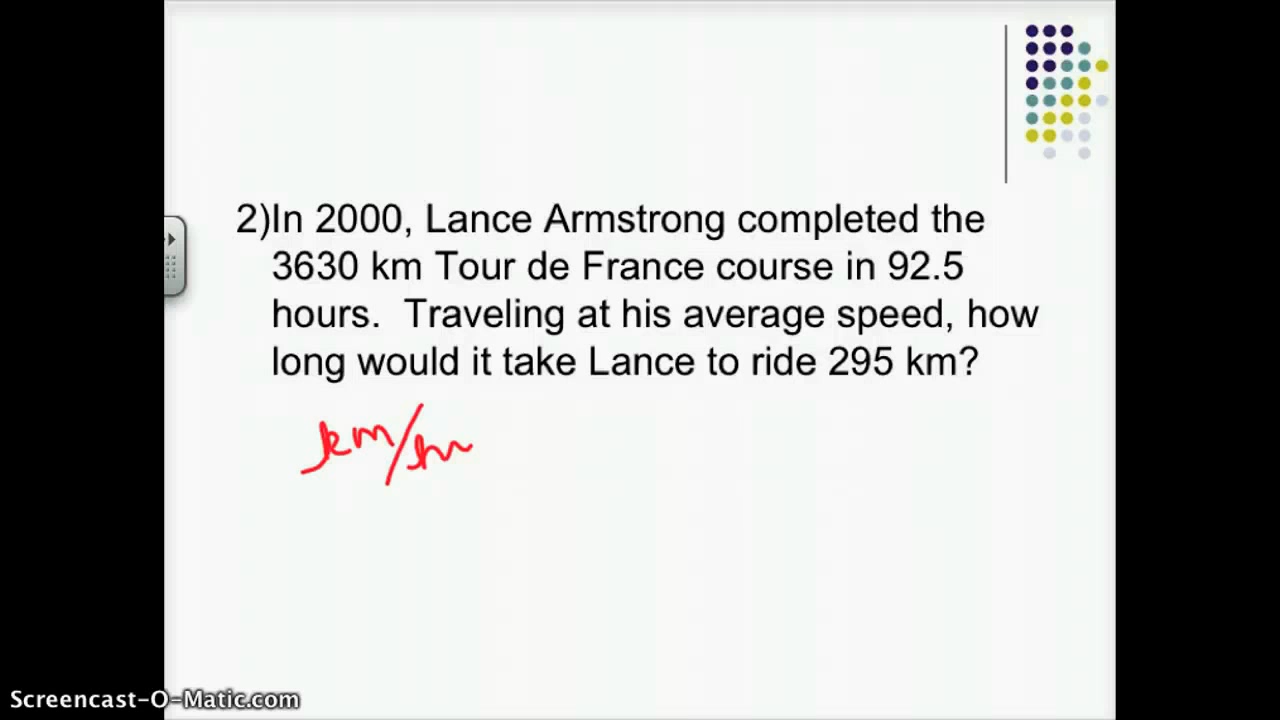 2)In 2000, Lance Armstrong completed the
3630 km Tour de France course in 92.5
hours. Traveling at his average speed, how
long would it take Lance to ride 295 km?
km/hr
Screencast-O-Matic.com